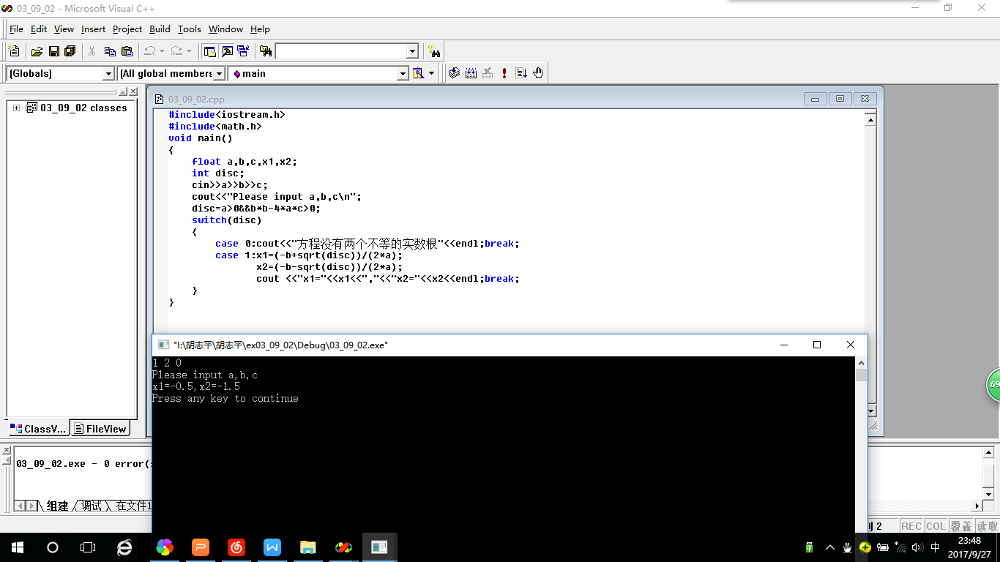 03_09_02 - Microsoft Visual C++
File Edit View Insert Project Build Tools Window Help
(Globals) (All global members main
03_09_02 classes
03_09_02.cpp
#include<iostream.h>
#include<math.h>
void main()
{
float a,b,c,x1,x2;
int disc;
cin>>a>>b>>c;
cout<<"Please input a,b,c\n";
disc=a>0&&b*b-4*a*c>0;
switch(disc)
{
case 0:cout<<"方程没有两个不等的实数根"<<endl;break;
case 1:x1=(-b+sqrt(disc))/(2*a);
x2=(-b-sqrt(disc))/(2*a);
cout <<"x1="<<x1<<","<<"x2="<<x2<<endl;break;
}
}
"I:\胡志平\胡志平\ex03_09_02\Debug\03_09_02.exe"
1 2 0
Please input a,b,c
x1=-0.5,x2=-1.5
Press any key to continue
ClassV... FileView
03_09_02.exe - 0 error(
组建 调试 在文件1
2 REC COL 覆盖 读取
69
中
23:48
2017/9/27